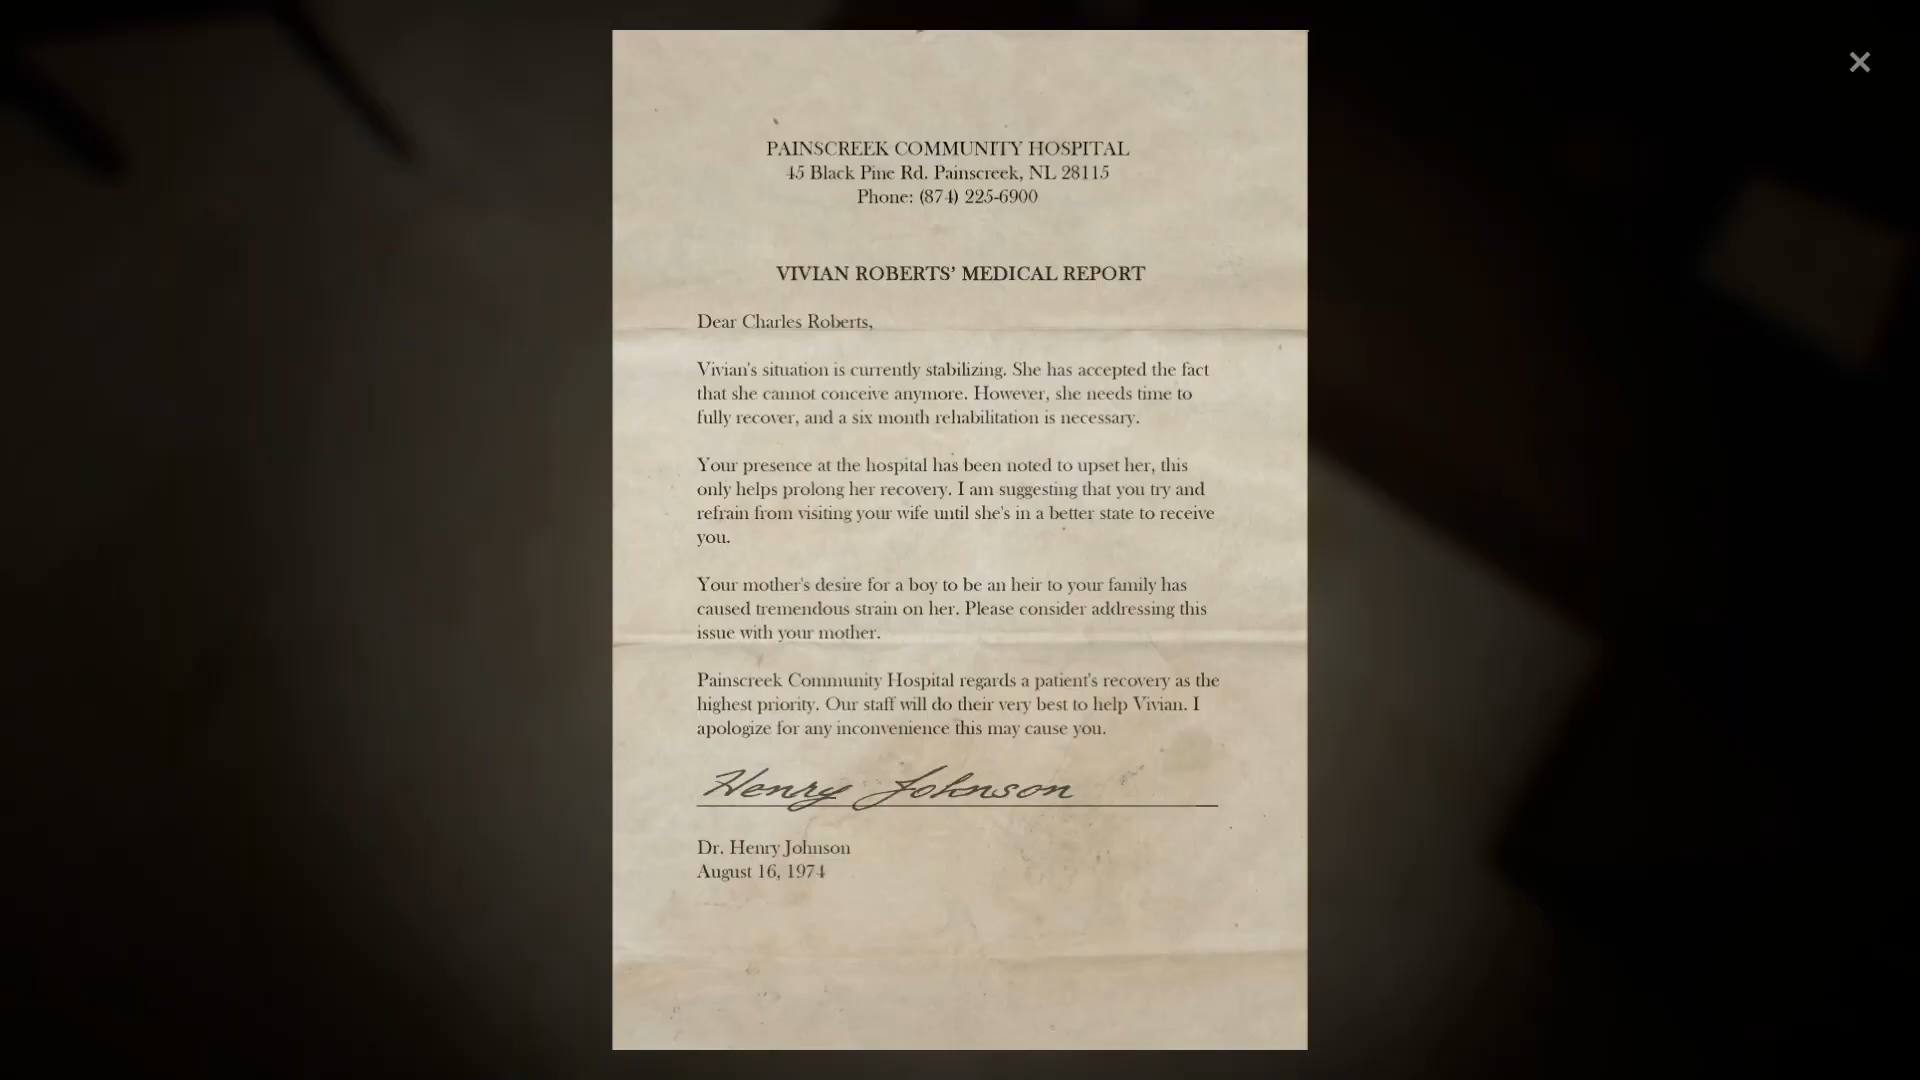 PAINSCREEK COMMUNITY HOSPITAL
45 Black Pine Rd. Painscreek, NL 28115
Phone: (874) 225-6900
VIVIAN ROBERTS' MEDICAL REPORT
Dear Charles Roberts,
Vivian's situation is currently stabilizing. She has accepted the fact
that she cannot conceive anymore. However, she needs time to
fully recover, and a six month rehabilitation is necessary.
Your presence at the hospital has been noted to upset her, this
only helps prolong her recovery. I am suggesting that you try and
refrain from visiting your wife until she's in a better state to receive
you.
Your mother's desire for a boy to be an heir to your family has
caused tremendous strain on her. Please consider addressing this
issue with your mother.
Painscreek Community Hospital regards a patient's recovery as the
highest priority. Our staff will do their very best to help Vivian. I
apologize for any inconvenience this may cause you.
Henry Johnson
Dr. Henry Johnson
August 16, 1974